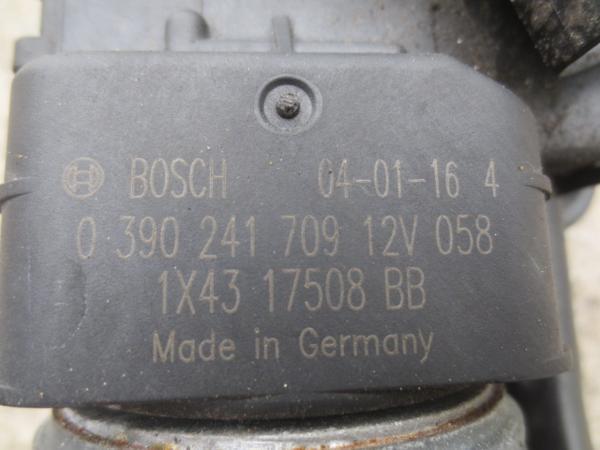 BOSCH 04-01-16 4
0 390 241 709 12V 058
1X43 17508 BB
Made in Germany